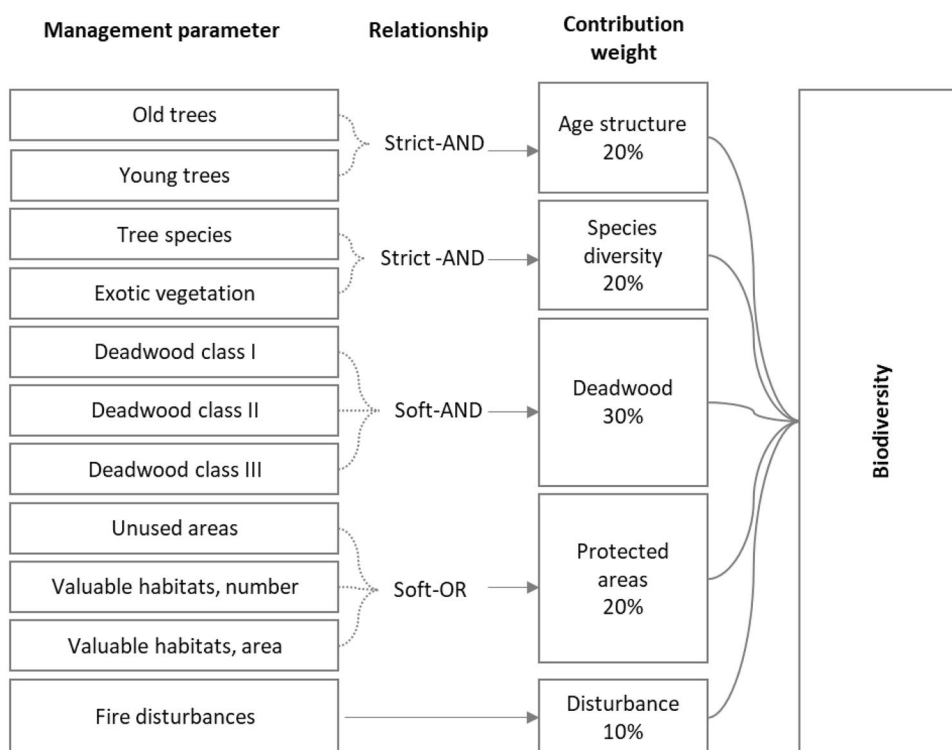 Management parameter
Relationship
Contribution
weight
Old trees
Young trees
Strict-AND
Age structure
20%
Tree species
Exotic vegetation
Strict -AND
Species
diversity
20%
Deadwood class I
Deadwood class II
Deadwood class III
Soft-AND
Deadwood
30%
Unused areas
Valuable habitats, number
Valuable habitats, area
Soft-OR
Protected
areas
20%
Fire disturbances
Disturbance
10%
Biodiversity